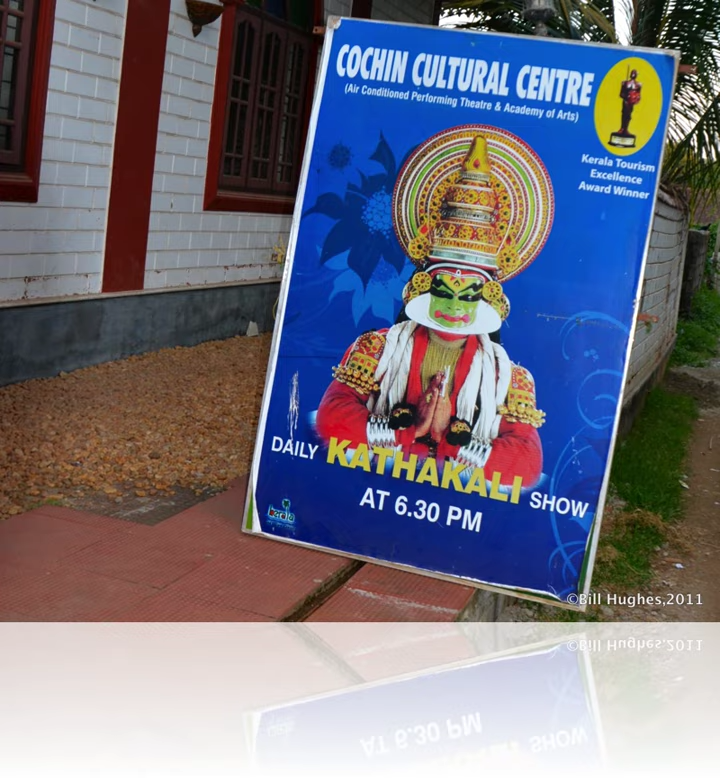 COCHIN CULTURAL CENTRE
(Air Conditioned Performing Theatre & Academy of Arts)
Kerala Tourism
Excellence
Award Winner
DAILY KATHAKALI SHOW
AT 6.30 PM
kerala
©Bill Hughes,2011